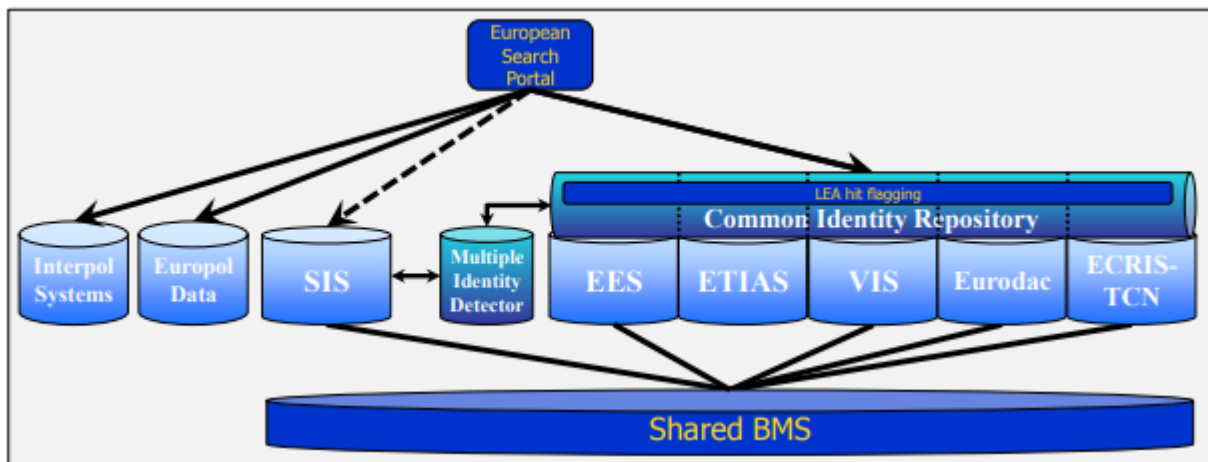 European
Search
Portal
LEA hit flagging
Common Identity Repository
Interpol
Systems
Europol
Data
SIS
Multiple
Identity
Detector
EES
ETIAS
VIS
Eurodac
ECRIS-
TCN
Shared BMS